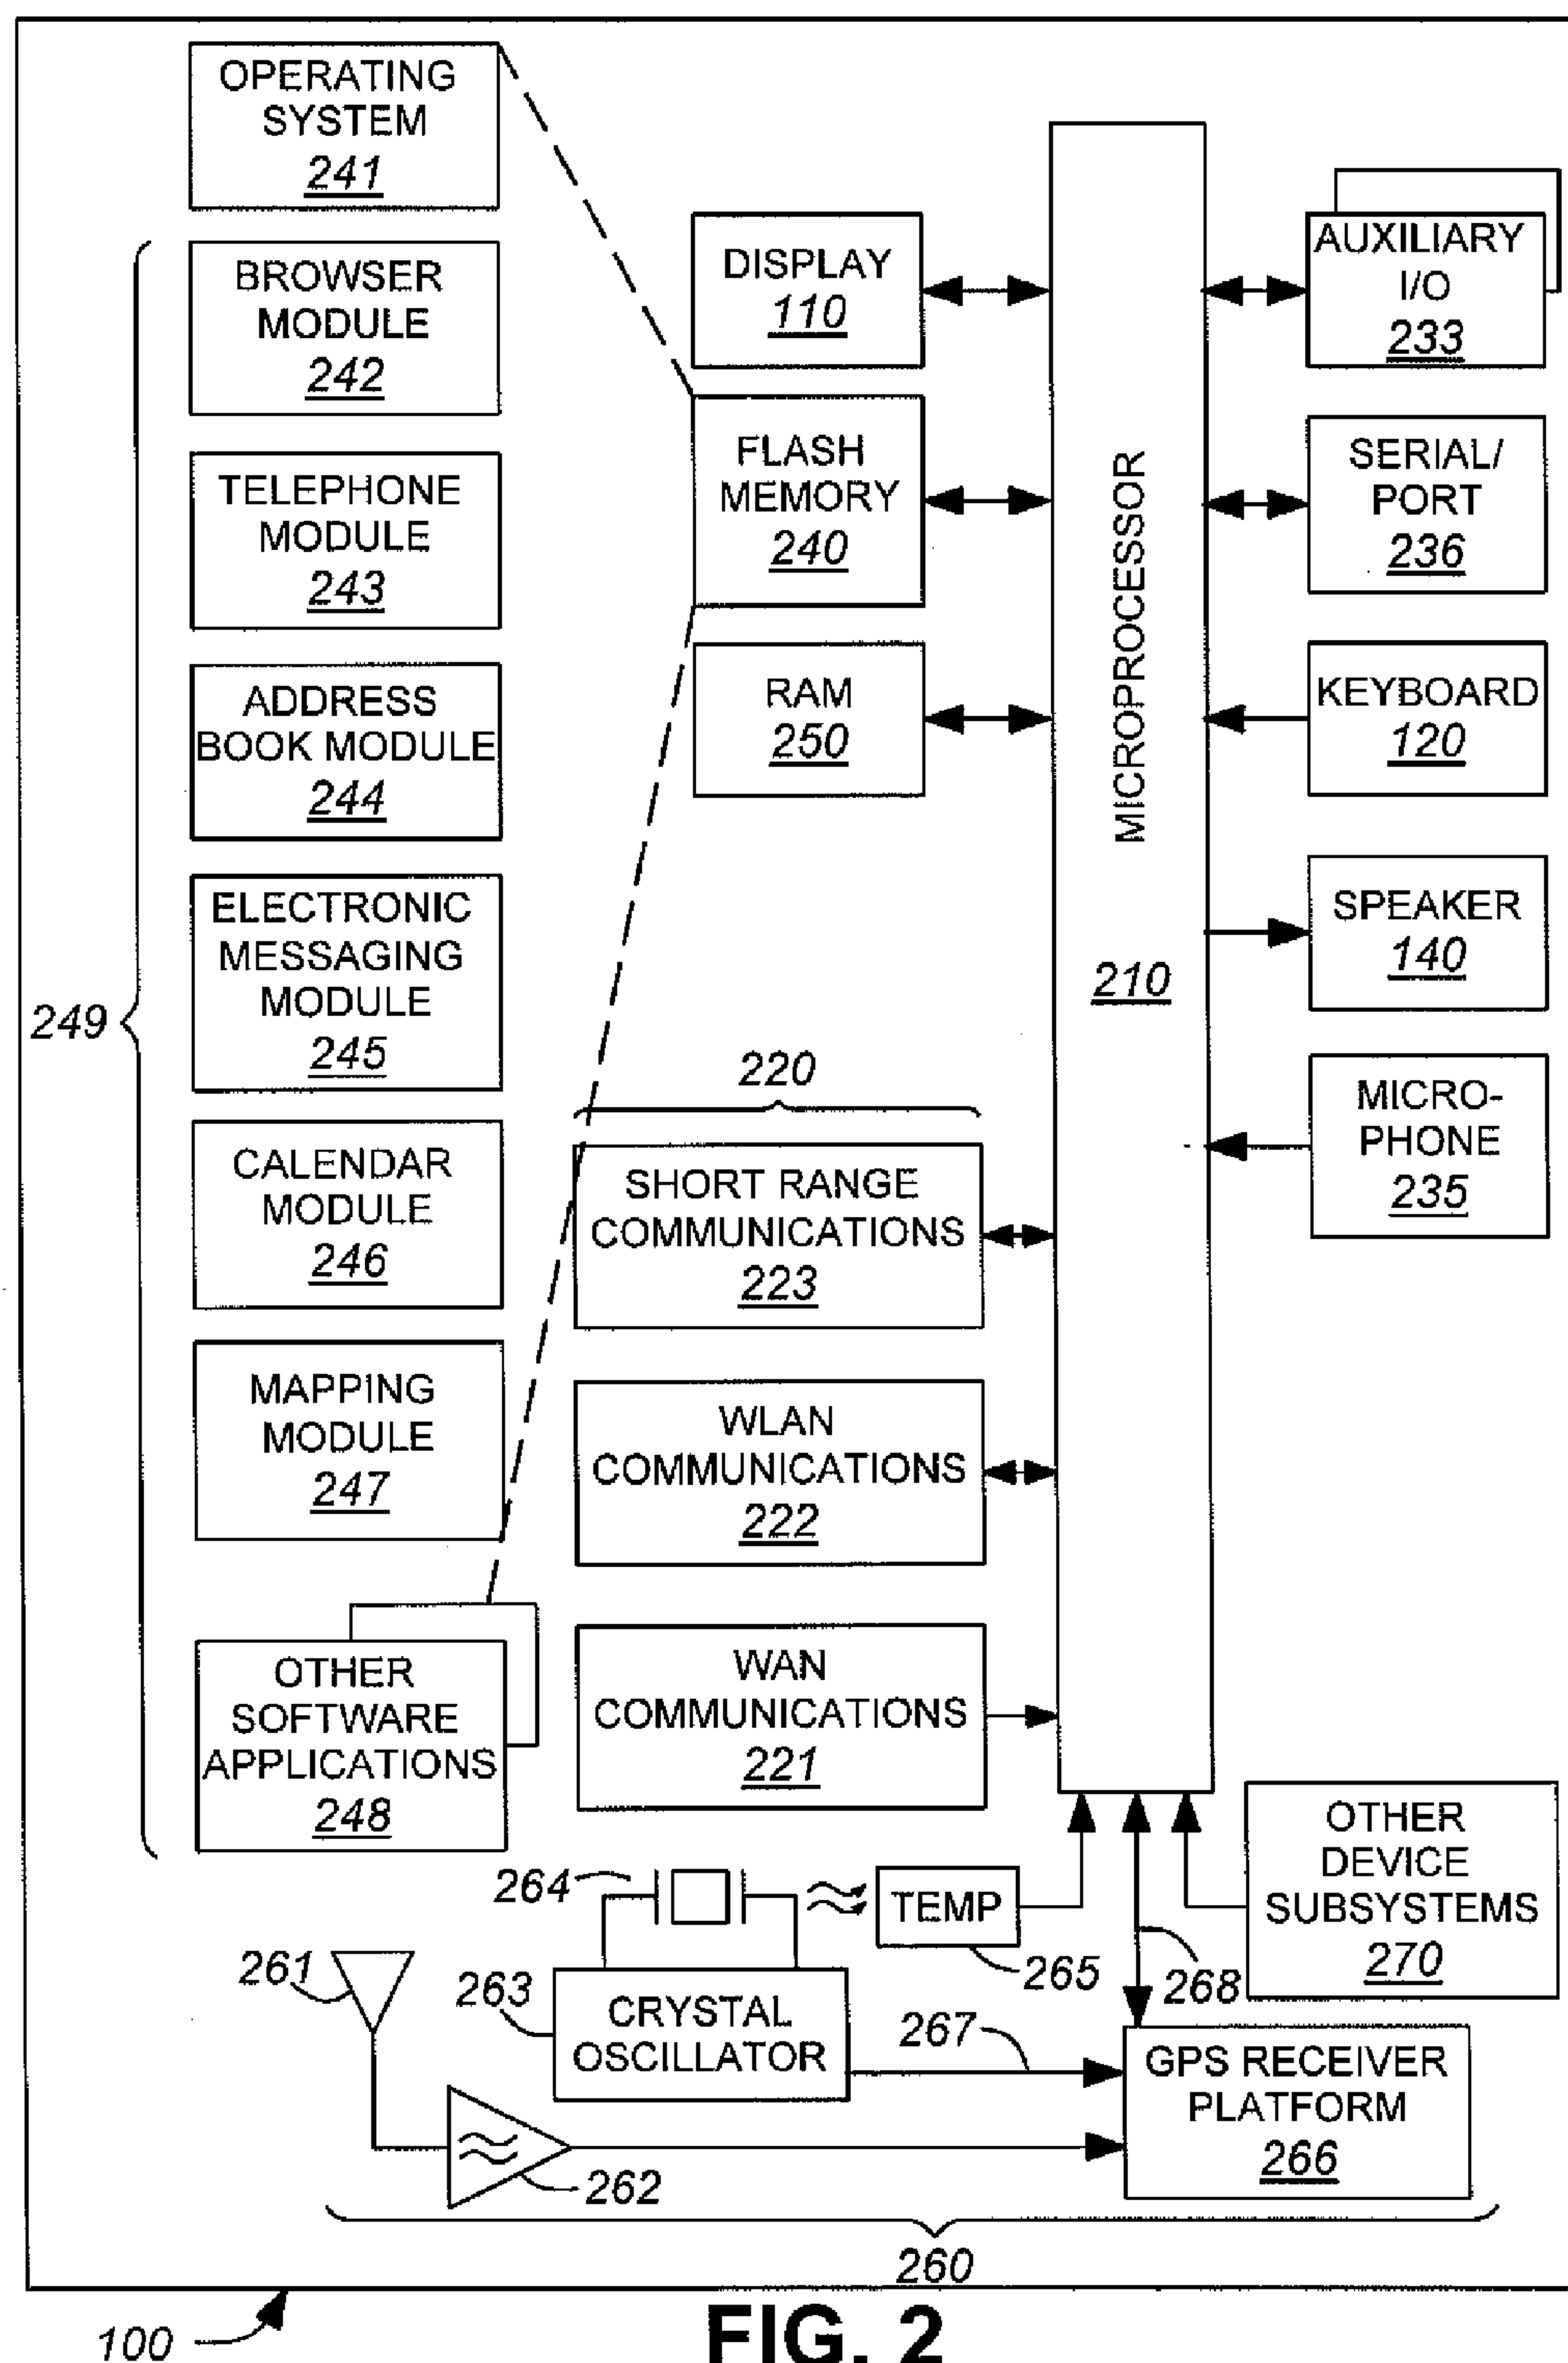 OPERATING
SYSTEM
241
BROWSER
MODULE
242
TELEPHONE
MODULE
243
ADDRESS
BOOK MODULE
244
ELECTRONIC
MESSAGING
MODULE
245
249
CALENDAR
MODULE
246
MAPPING
MODULE
247
OTHER
SOFTWARE
APPLICATIONS
248
DISPLAY
110
FLASH
MEMORY
240
RAM
250
220
SHORT RANGE
COMMUNICATIONS
223
WLAN
COMMUNICATIONS
222
WAN
COMMUNICATIONS
221
MICROPROCESSOR
210
AUXILIARY
I/O
233
SERIAL/
PORT
236
KEYBOARD
120
SPEAKER
140
MICRO-
PHONE
235
OTHER
DEVICE
SUBSYSTEMS
270
264
TEMP
265
268
261
263
CRYSTAL
OSCILLATOR
267
GPS RECEIVER
PLATFORM
266
262
260
100
FIG. 2